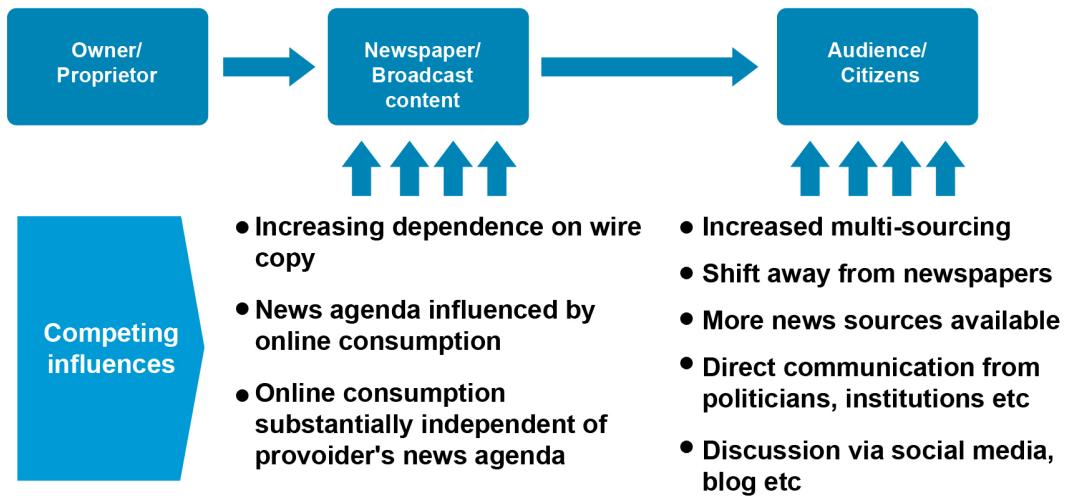 Owner/
Proprietor
Newspaper/
Broadcast
content
Audience/
Citizens
Competing
influences
• Increasing dependence on wire
copy
• News agenda influenced by
online consumption
• Online consumption
substantially independent of
provoider's news agenda
• Increased multi-sourcing
• Shift away from newspapers
• More news sources available
• Direct communication from
politicians, institutions etc
• Discussion via social media,
blog etc